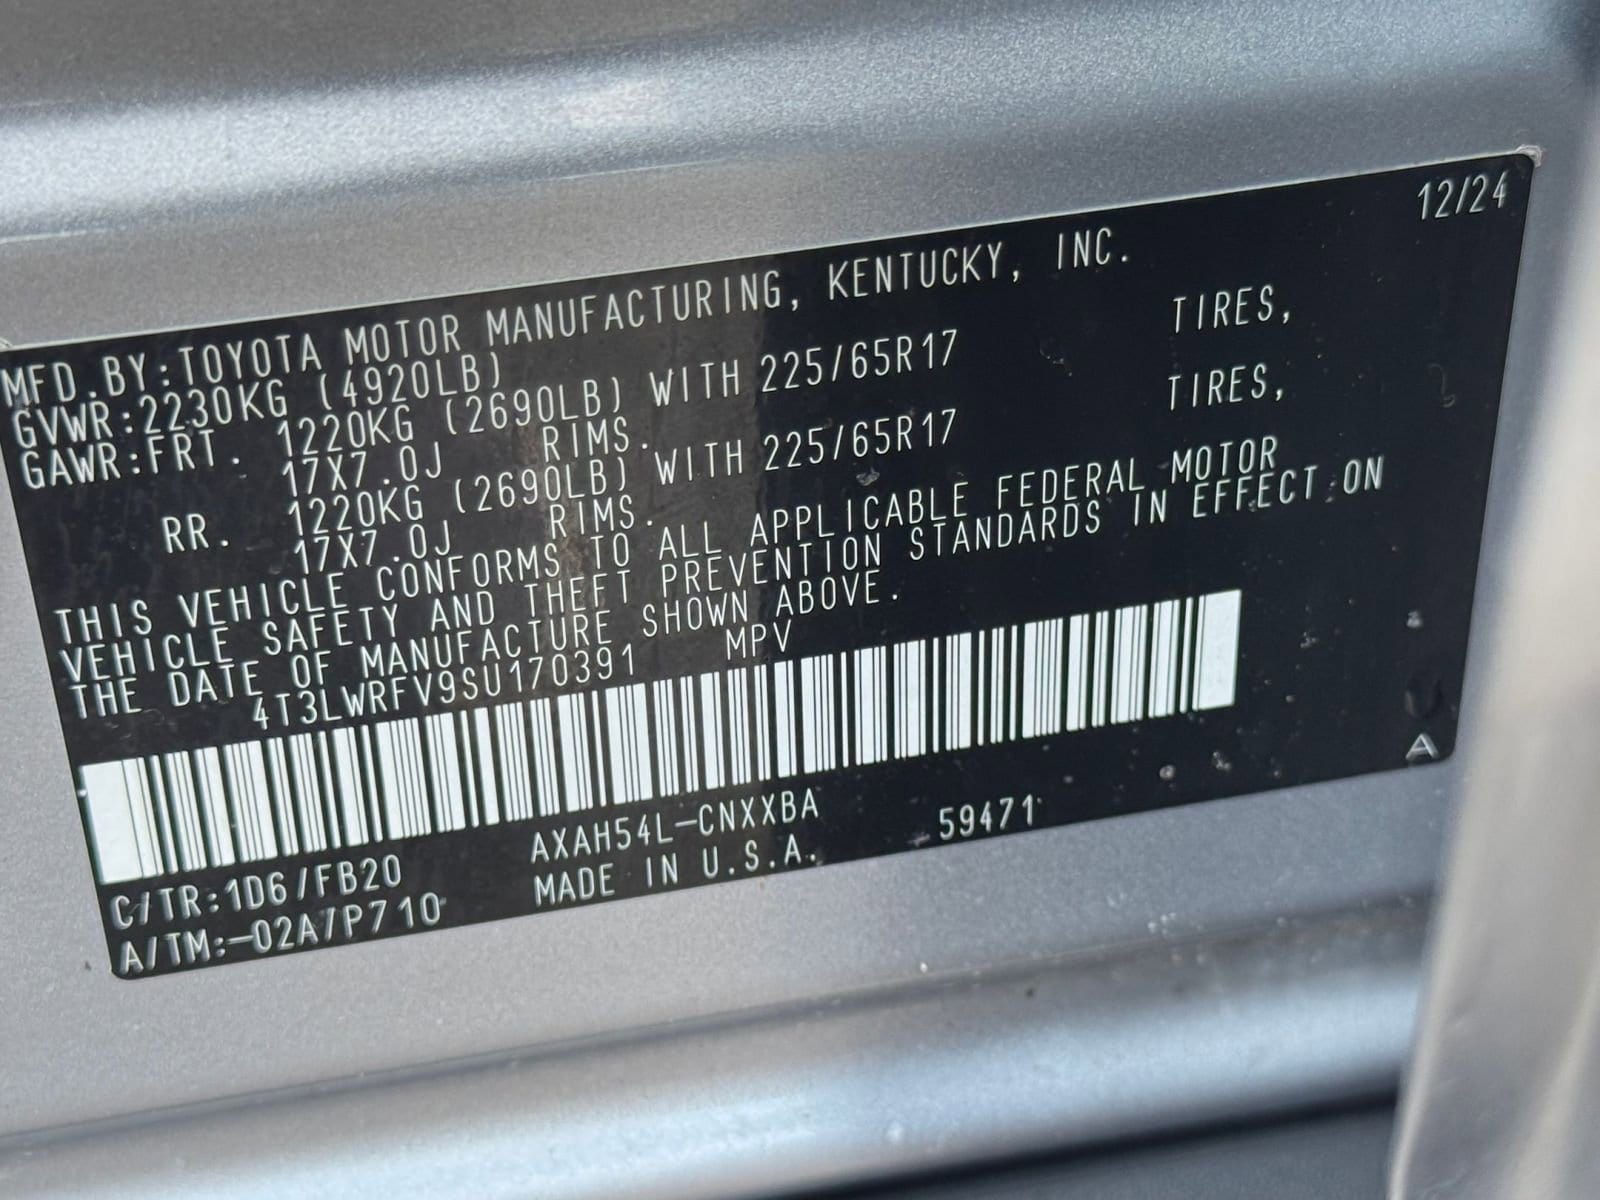 12/24
MFD.BY:TOYOTA MOTOR MANUFACTURING, KENTUCKY, INC.
GVWR:2230KG (4920LB)
GAWR:FRT. 1220KG (2690LB) WITH 225/65R17 TIRES,
17X7.0J RIMS.
RR. 1220KG (2690LB) WITH 225/65R17 TIRES,
17X7.0J RIMS.
THIS VEHICLE CONFORMS TO ALL APPLICABLE FEDERAL MOTOR
VEHICLE SAFETY AND THEFT PREVENTION STANDARDS IN EFFECT ON
THE DATE OF MANUFACTURE SHOWN ABOVE.
4T3LWRFV9SU170391 MPV
A
AXAH54L-CNXXBA 59471
C/TR:1D6/FB20 MADE IN U.S.A.
A/TM:-02A/P710